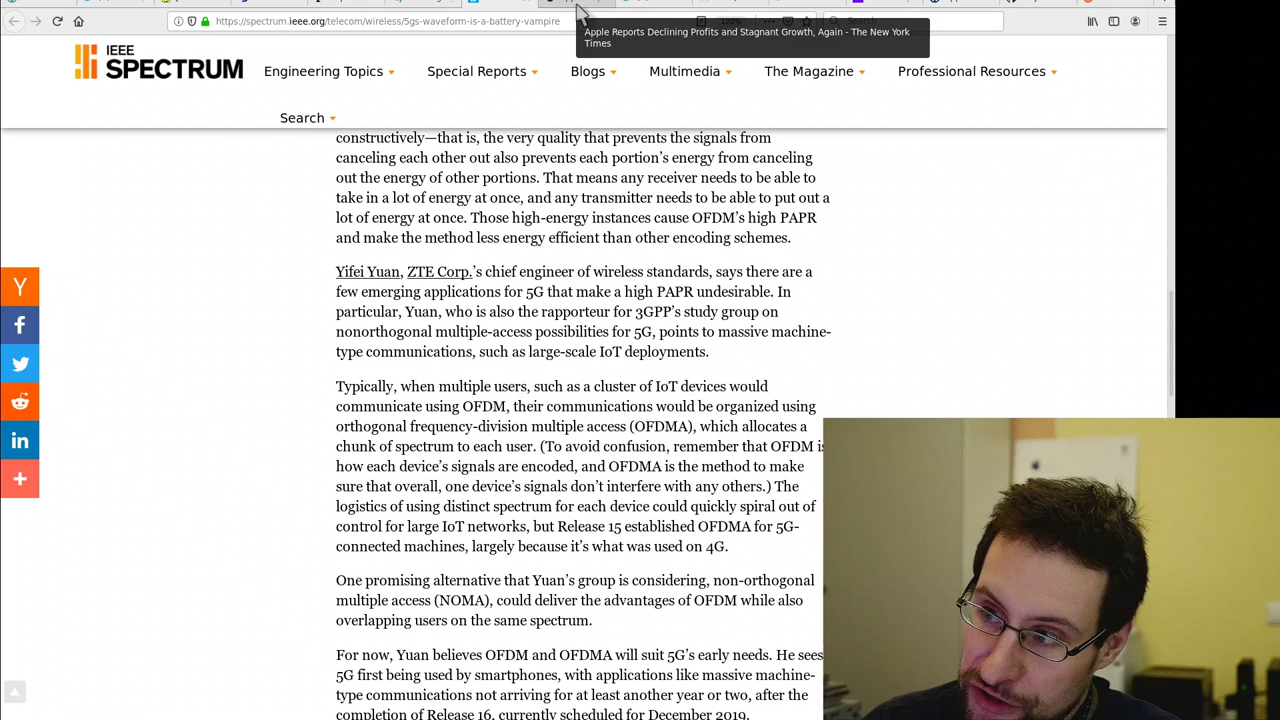 https://spectrum.ieee.org/telecom/wireless/5gs-waveform-is-a-battery-vampire
Search
Apple Reports Declining Profits and Stagnant Growth, Again - The New York
Times
IEEE
SPECTRUM
Engineering Topics
Special Reports
Blogs
Multimedia
The Magazine
Professional Resources
Search
constructively—that is, the very quality that prevents the signals from
canceling each other out also prevents each portion’s energy from canceling
out the energy of other portions. That means any receiver needs to be able to
take in a lot of energy at once, and any transmitter needs to be able to put out a
lot of energy at once. Those high-energy instances cause OFDM’s high PAPR
and make the method less energy efficient than other encoding schemes.
Yifei Yuan, ZTE Corp.’s chief engineer of wireless standards, says there are a
few emerging applications for 5G that make a high PAPR undesirable. In
particular, Yuan, who is also the rapporteur for 3GPP’s study group on
nonorthogonal multiple-access possibilities for 5G, points to massive machine-
type communications, such as large-scale IoT deployments.
Typically, when multiple users, such as a cluster of IoT devices would
communicate using OFDM, their communications would be organized using
orthogonal frequency-division multiple access (OFDMA), which allocates a
chunk of spectrum to each user. (To avoid confusion, remember that OFDM is
how each device’s signals are encoded, and OFDMA is the method to make
sure that overall, one device’s signals don’t interfere with any others.) The
logistics of using distinct spectrum for each device could quickly spiral out of
control for large IoT networks, but Release 15 established OFDMA for 5G-
connected machines, largely because it’s what was used on 4G.
One promising alternative that Yuan’s group is considering, non-orthogonal
multiple access (NOMA), could deliver the advantages of OFDM while also
overlapping users on the same spectrum.
For now, Yuan believes OFDM and OFDMA will suit 5G’s early needs. He sees
5G first being used by smartphones, with applications like massive machine-
type communications not arriving for at least another year or two, after the
completion of Release 16, currently scheduled for December 2019.